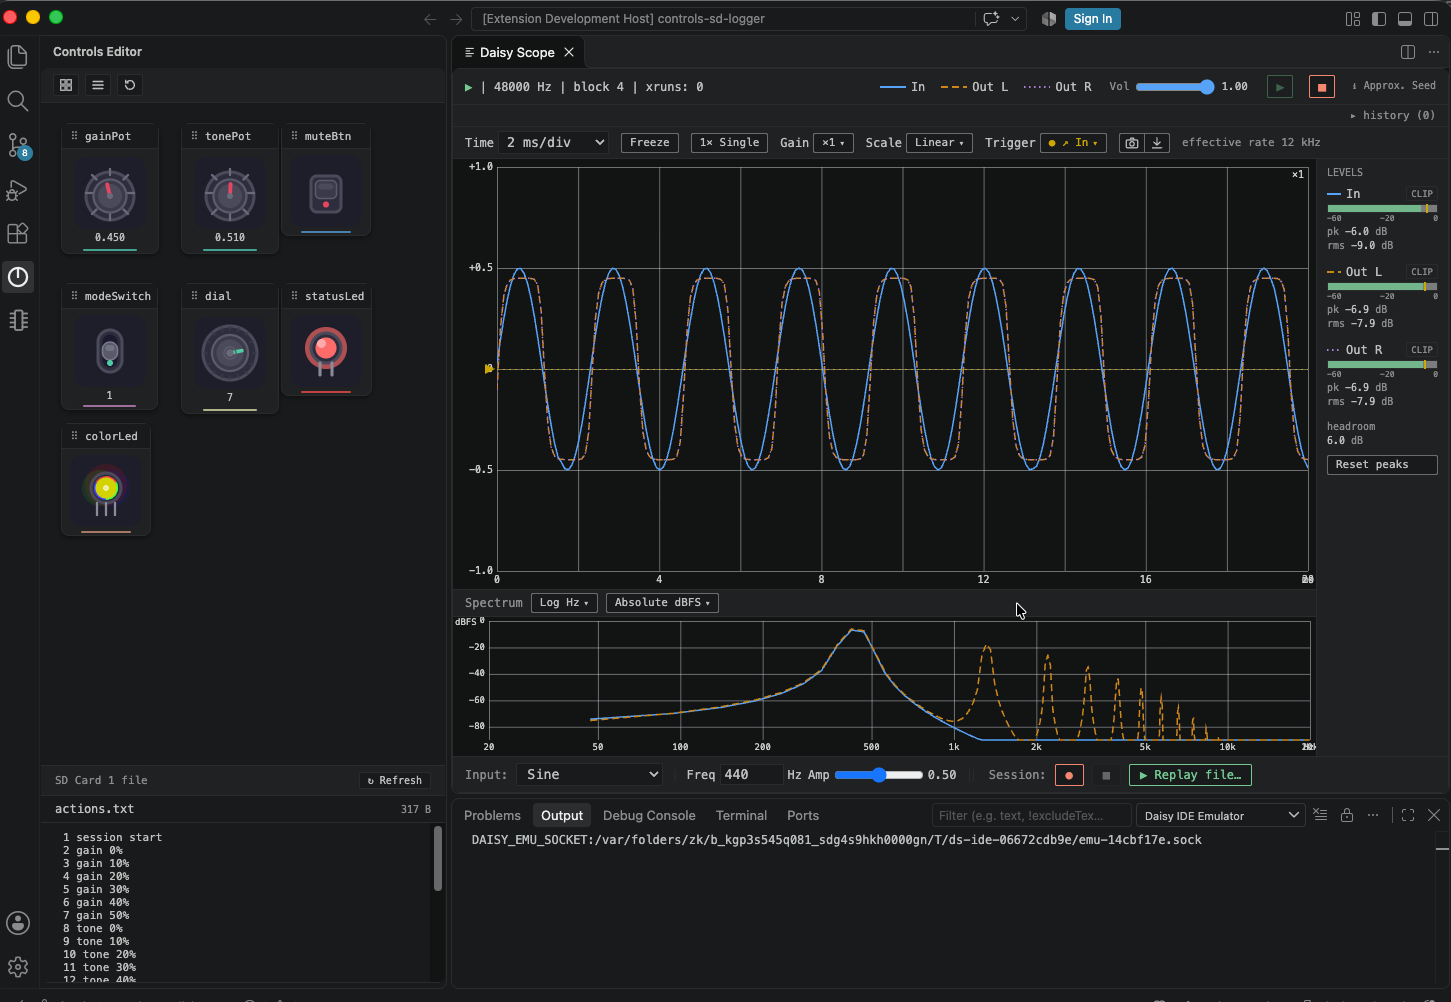 [Extension Development Host] controls-sd-logger
Sign In
Controls Editor
Daisy Scope
| 48000 Hz | block 4 | xruns: 0
In
Out L
Out R
Vol
1.00
Approx. Seed
history (0)
Time
2 ms/div
Freeze
1× Single
Gain
×1
Scale
Linear
Trigger
In
effective rate 12 kHz
gainPot
tonePot
muteBtn
0.450
0.510
modeSwitch
dial
statusLed
1
7
colorLed
8
+1.0
+0.5
0
−0.5
−1.0
×1
0
4
8
12
16
LEVELS
In
CLIP
-60
-20
0
pk −6.0 dB
rms −9.0 dB
Out L
CLIP
-60
-20
0
pk −6.9 dB
rms −7.9 dB
Out R
CLIP
-60
-20
0
pk −6.9 dB
rms −7.9 dB
headroom
6.0 dB
Reset peaks
Spectrum
Log Hz
Absolute dBFS
dBFS
0
−20
−40
−60
−80
20
50
100
200
500
1k
2k
5k
10k
Input:
Sine
Freq
440
Hz
Amp
0.50
Session:
Replay file…
SD Card 1 file
Refresh
actions.txt
317 B
1 session start
2 gain 0%
3 gain 10%
4 gain 20%
5 gain 30%
6 gain 40%
7 gain 50%
8 tone 0%
9 tone 10%
10 tone 20%
11 tone 30%
12 tone 40%
Problems
Output
Debug Console
Terminal
Ports
Filter (e.g. text, !excludeTex...
Daisy IDE Emulator
DAISY_EMU_SOCKET:/var/folders/zk/b_kgp3s545q081_sdg4s9hkh0000gn/T/ds-ide-06672cdb9e/emu-14cbf17e.sock